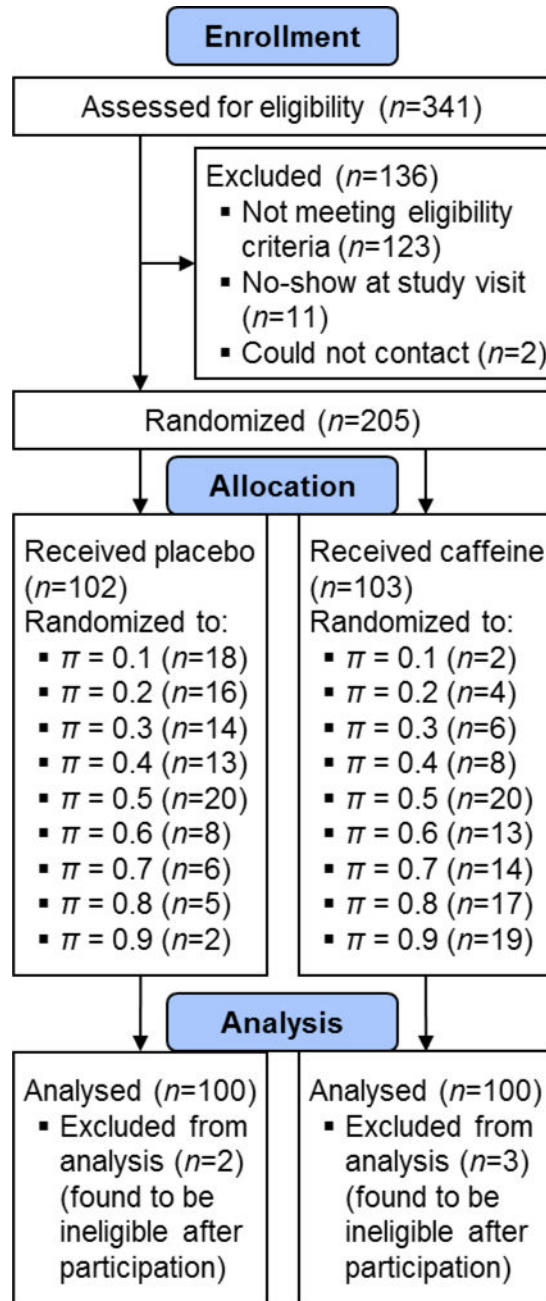 Enrollment
Assessed for eligibility (n=341)
Excluded (n=136)
▪ Not meeting eligibility
criteria (n=123)
▪ No-show at study visit
(n=11)
▪ Could not contact (n=2)
Randomized (n=205)
Allocation
Received placebo
(n=102)
Randomized to:
▪ π = 0.1 (n=18)
▪ π = 0.2 (n=16)
▪ π = 0.3 (n=14)
▪ π = 0.4 (n=13)
▪ π = 0.5 (n=20)
▪ π = 0.6 (n=8)
▪ π = 0.7 (n=6)
▪ π = 0.8 (n=5)
▪ π = 0.9 (n=2)
Received caffeine
(n=103)
Randomized to:
▪ π = 0.1 (n=2)
▪ π = 0.2 (n=4)
▪ π = 0.3 (n=6)
▪ π = 0.4 (n=8)
▪ π = 0.5 (n=20)
▪ π = 0.6 (n=13)
▪ π = 0.7 (n=14)
▪ π = 0.8 (n=17)
▪ π = 0.9 (n=19)
Analysis
Analysed (n=100)
▪ Excluded from
analysis (n=2)
(found to be
ineligible after
participation)
Analysed (n=100)
▪ Excluded from
analysis (n=3)
(found to be
ineligible after
participation)